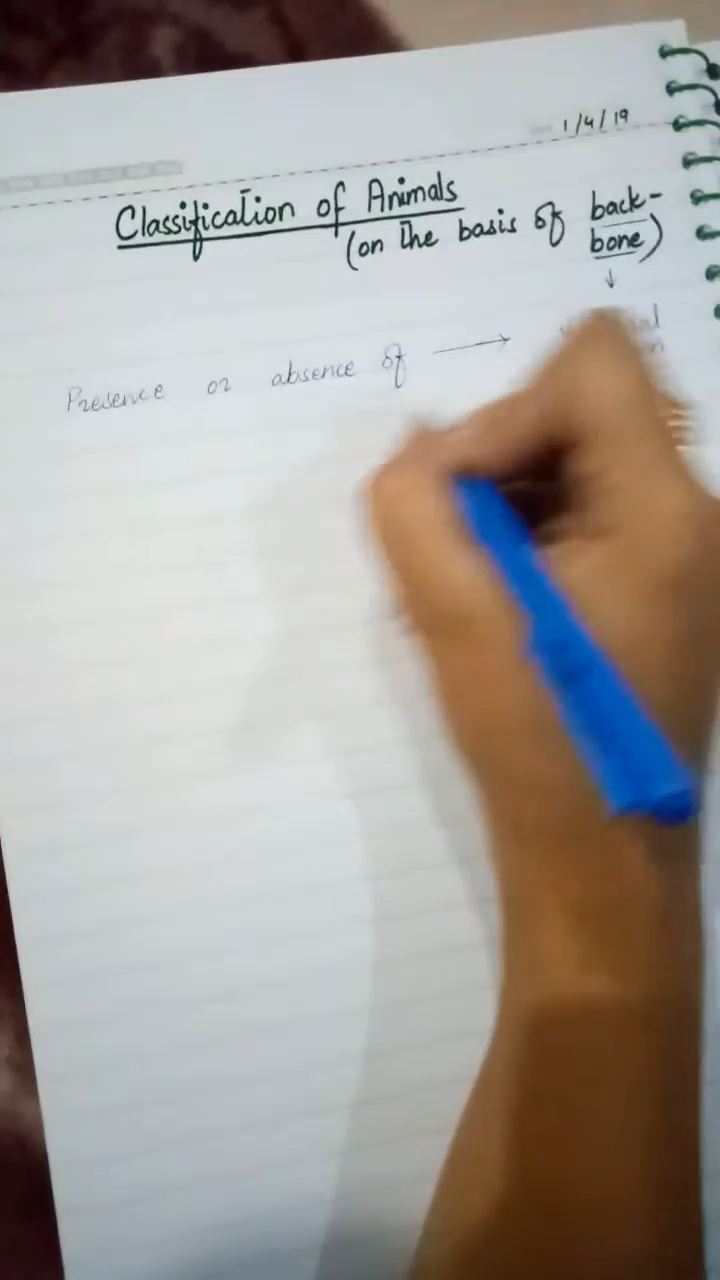 1/4/19
Classification of Animals
(on the basis of back-
bone)
↓
Presence or absence of →